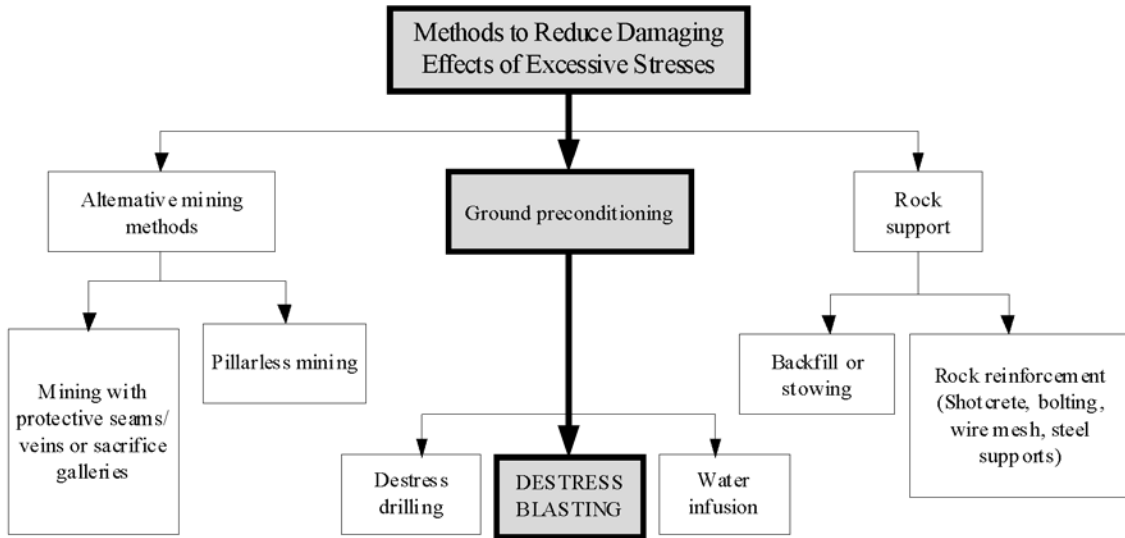 Methods to Reduce Damaging
Effects of Excessive Stresses
Alternative mining
methods
Ground preconditioning
Rock
support
Mining with
protective seams/
veins or sacrifice
galleries
Pillarless mining
Destress
drilling
DESTRESS
BLASTING
Water
infusion
Backfill or
stowing
Rock reinforcement
(Shotcrete, bolting,
wire mesh, steel
supports)